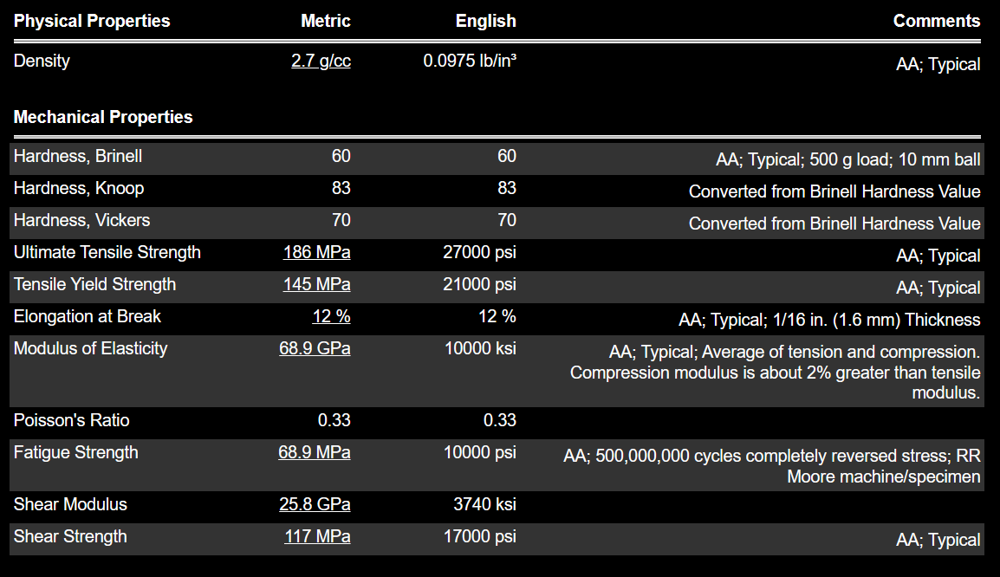 Physical Properties Metric English Comments
Density 2.7 g/cc 0.0975 lb/in³ AA; Typical
Mechanical Properties
Hardness, Brinell 60 60 AA; Typical; 500 g load; 10 mm ball
Hardness, Knoop 83 83 Converted from Brinell Hardness Value
Hardness, Vickers 70 70 Converted from Brinell Hardness Value
Ultimate Tensile Strength 186 MPa 27000 psi AA; Typical
Tensile Yield Strength 145 MPa 21000 psi AA; Typical
Elongation at Break 12 % 12 % AA; Typical; 1/16 in. (1.6 mm) Thickness
Modulus of Elasticity 68.9 GPa 10000 ksi AA; Typical; Average of tension and compression.
Compression modulus is about 2% greater than tensile
modulus.
Poisson's Ratio 0.33 0.33
Fatigue Strength 68.9 MPa 10000 psi AA; 500,000,000 cycles completely reversed stress; RR
Moore machine/specimen
Shear Modulus 25.8 GPa 3740 ksi
Shear Strength 117 MPa 17000 psi AA; Typical